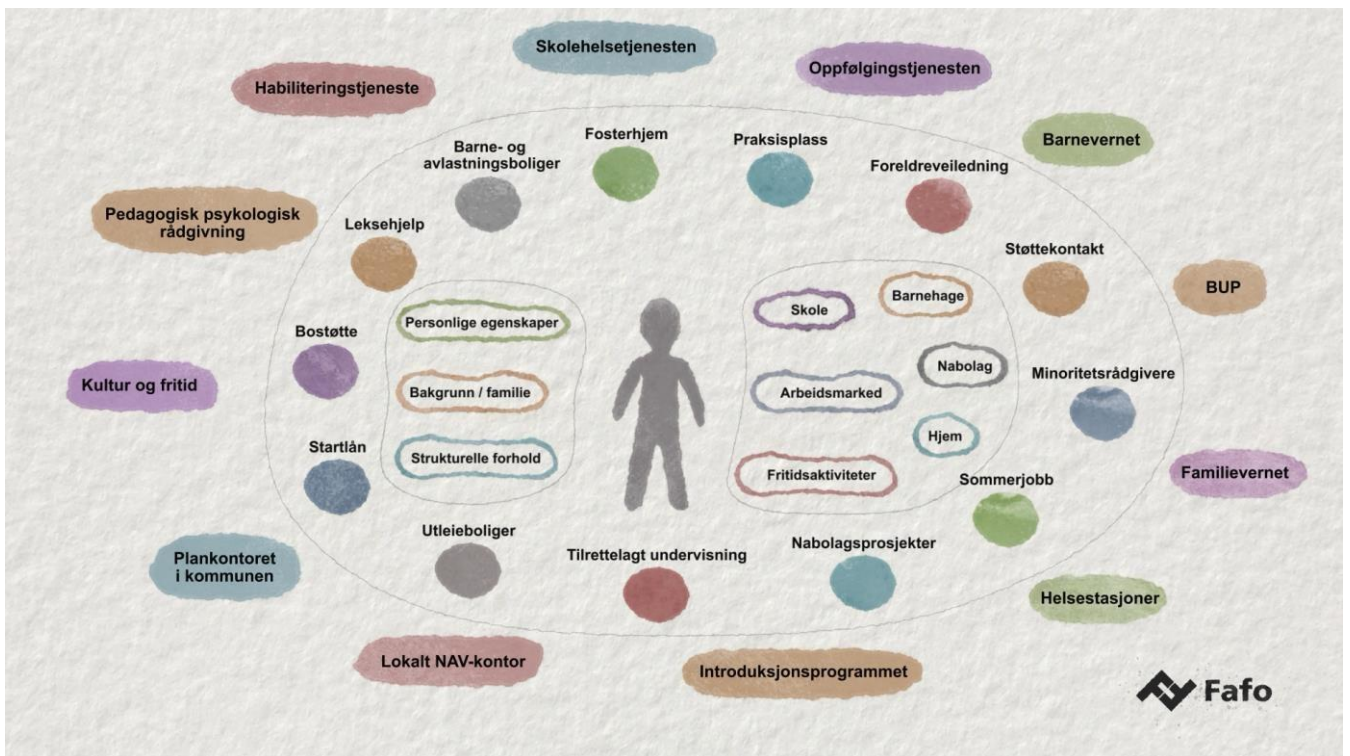 Skolehelsetjenesten
Oppfølgingstjenesten
Habiliteringstjeneste
Barnevernet
Pedagogisk psykologisk
rådgivning
BUP
Kultur og fritid
Familievernet
Plankontoret
i kommunen
Helsestasjoner
Lokalt NAV-kontor
Introduksjonsprogrammet
Fosterhjem
Praksisplass
Barne- og
avlastningsboliger
Foreldreveiledning
Leksehjelp
Støttekontakt
Bostøtte
Minoritetsrådgivere
Startlån
Sommerjobb
Utleieboliger
Tilrettelagt undervisning
Nabolagsprosjekter
Personlige egenskaper
Bakgrunn / familie
Strukturelle forhold
Skole
Barnehage
Nabolag
Arbeidsmarked
Hjem
Fritidsaktiviteter
Fafo